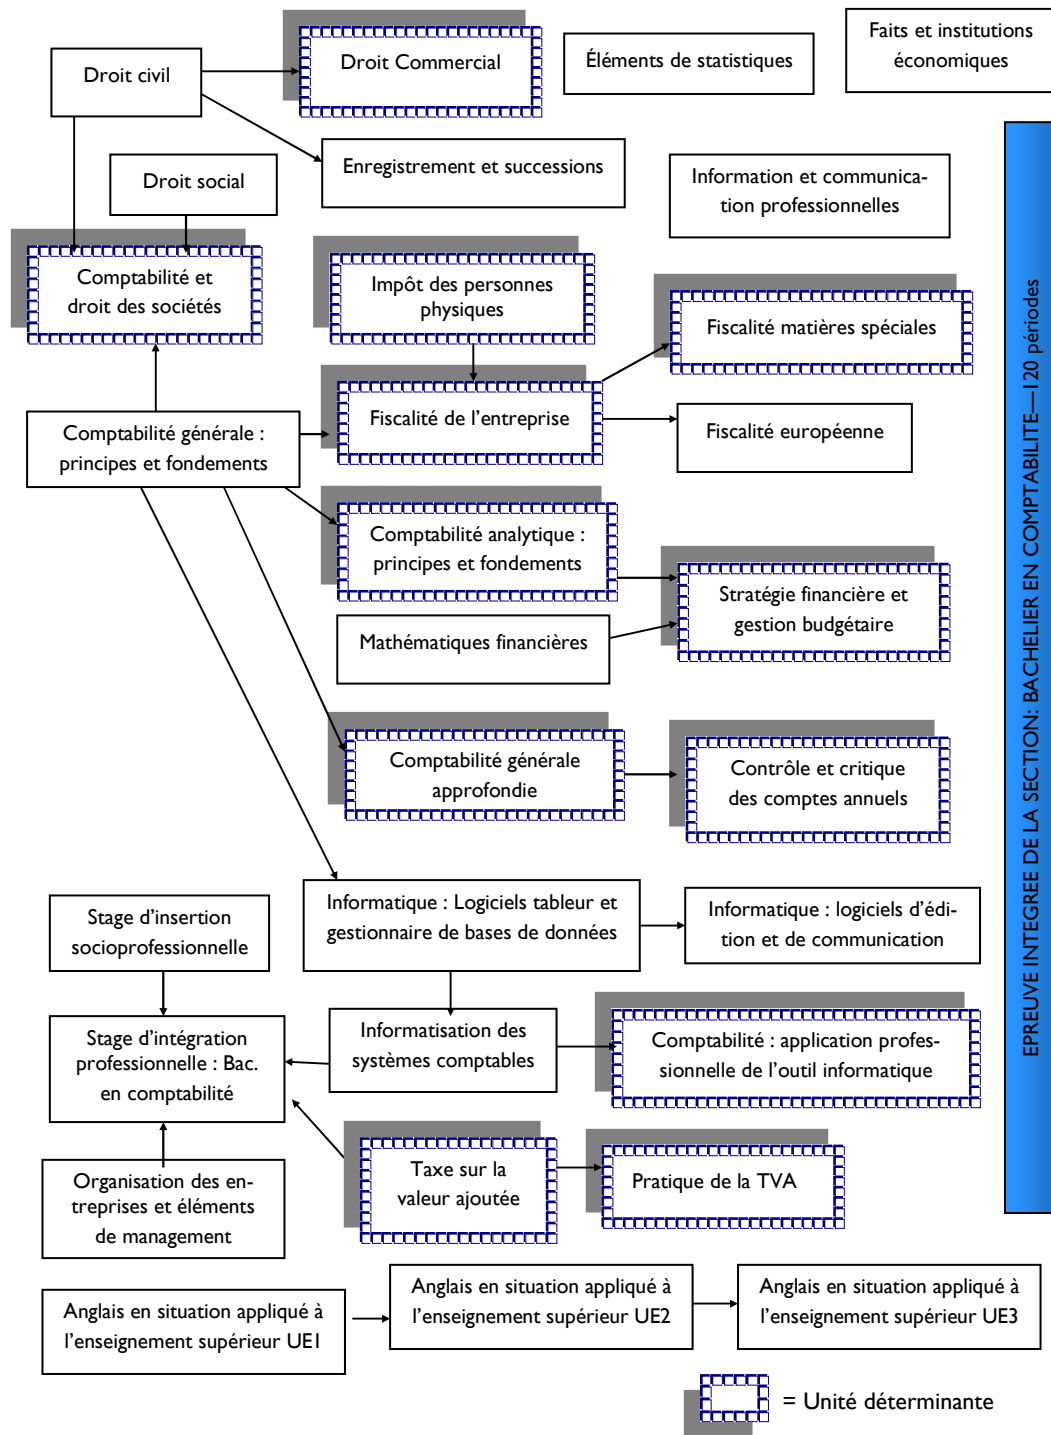 Droit civil
Droit Commercial
Éléments de statistiques
Faits et institutions
économiques
Enregistrement et successions
Droit social
Information et communica-
tion professionnelles
Comptabilité et
droit des sociétés
Impôt des personnes
physiques
Fiscalité matières spéciales
Comptabilité générale :
principes et fondements
Fiscalité de l'entreprise
Fiscalité européenne
Comptabilité analytique :
principes et fondements
Stratégie financière et
gestion budgétaire
Mathématiques financières
Comptabilité générale
approfondie
Contrôle et critique
des comptes annuels
Stage d'insertion
socioprofessionnelle
Informatique : Logiciels tableur et
gestionnaire de bases de données
Informatique : logiciels d'édi-
tion et de communication
Stage d'intégration
professionnelle : Bac.
en comptabilité
Informatisation des
systèmes comptables
Comptabilité : application profes-
sionnelle de l'outil informatique
Organisation des en-
treprises et éléments
de management
Taxe sur la
valeur ajoutée
Pratique de la TVA
Anglais en situation appliqué à
l'enseignement supérieur UE1
Anglais en situation appliqué à
l'enseignement supérieur UE2
Anglais en situation appliqué à
l'enseignement supérieur UE3
EPREUVE INTEGREE DE LA SECTION: BACHELIER EN COMPTABILITE—120 périodes
= Unité déterminante